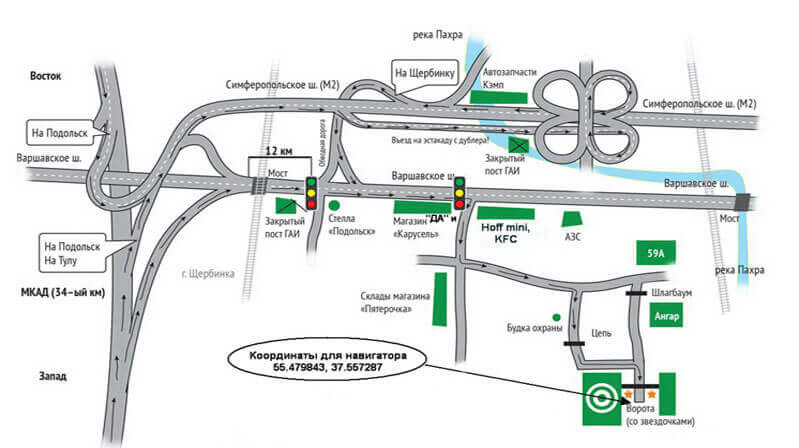 река Пахра
Восток
На Щербинку
Автозапчасти
Кэмп
Симферопольское ш. (М2)
Симферопольское ш. (М2)
На Подольск
Обводная дорога
Въезд на эстакаду с дублера!
12 км
Закрытый
пост ГАИ
Варшавское ш.
Мост
Варшавское ш.
Варшавское ш.
Закрытый
пост ГАИ
Стелла
«Подольск»
Магазин "ДА" и
«Карусель»
Hoff mini,
KFC
АЗС
Мост
На Подольск
На Тулу
59А
г. Щербинка
река Пахра
МКАД (34-ый км)
Склады магазина
«Пятерочка»
Шлагбаум
Ангар
Будка охраны
Цепь
Координаты для навигатора
55.479843, 37.557287
Запад
Ворота
(со звездочками)